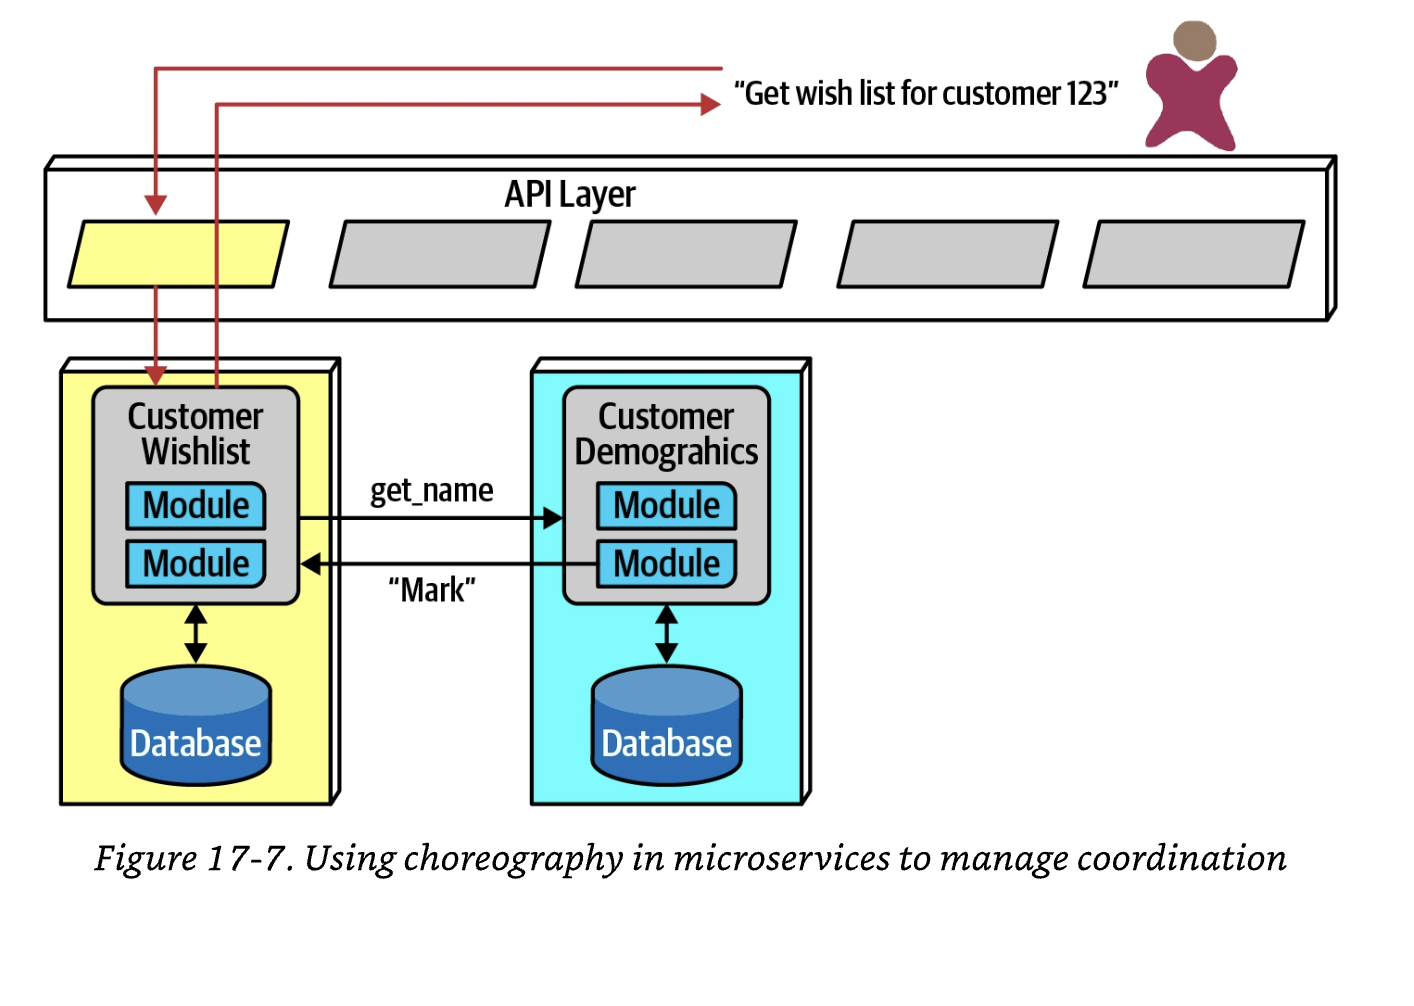 “Get wish list for customer 123”
API Layer
Customer
Wishlist
Module
Module
Database
get_name
“Mark”
Customer
Demograhics
Module
Module
Database
Figure 17-7. Using choreography in microservices to manage coordination